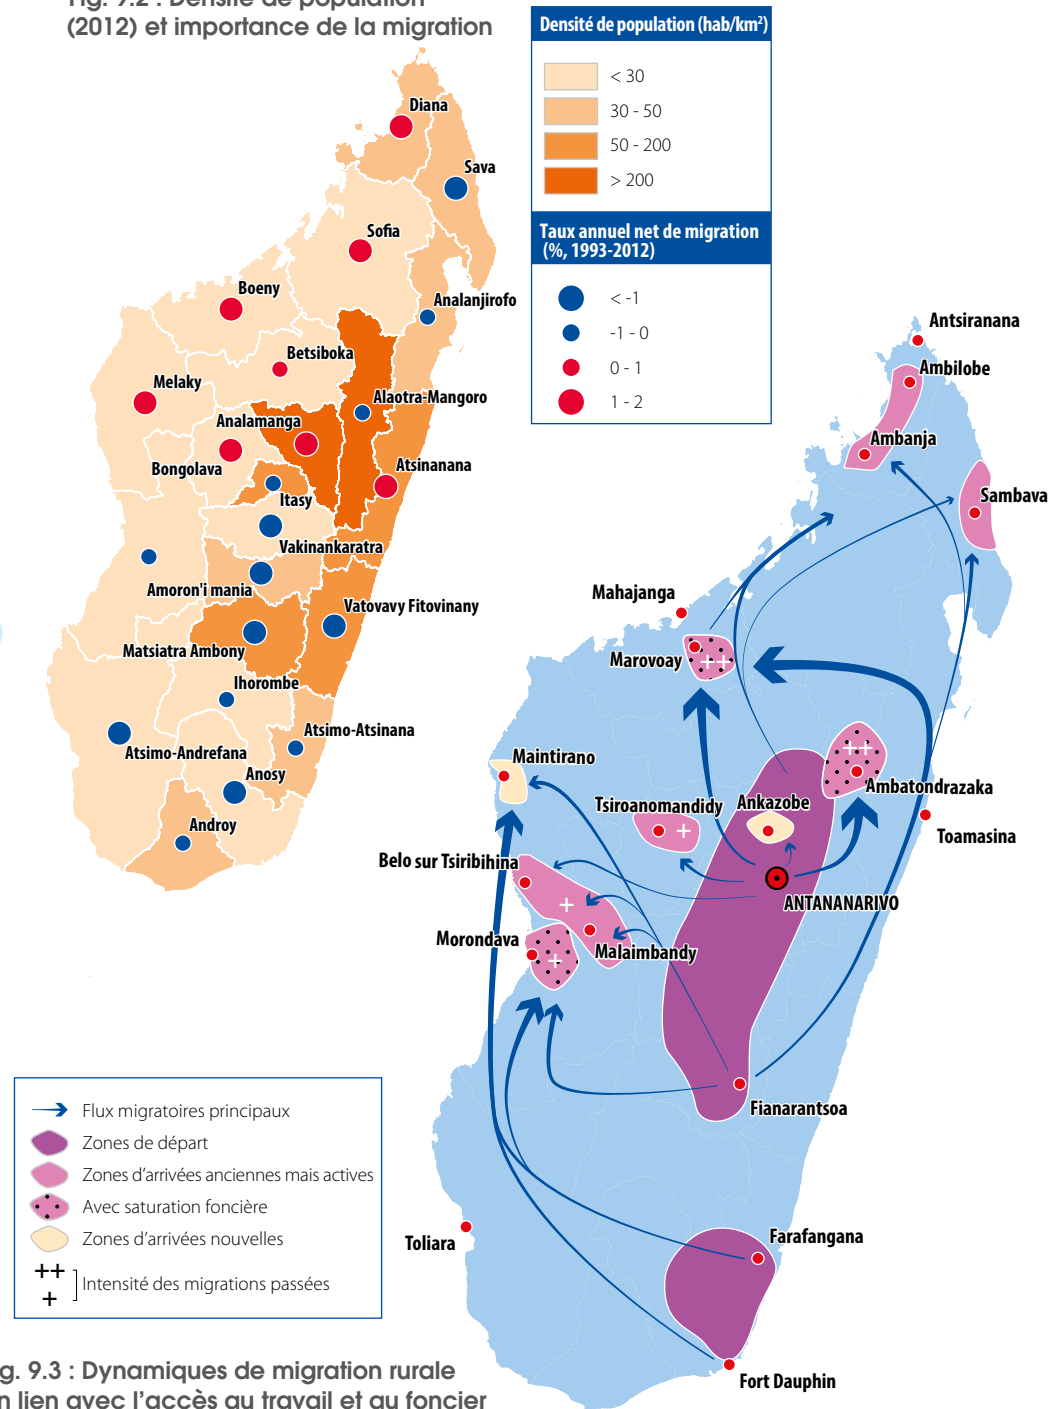 Fig. 9.2 : Densité de population
(2012) et importance de la migration
Densité de population (hab/km²)
< 30
30 - 50
50 - 200
> 200
Taux annuel net de migration
(%, 1993-2012)
< -1
-1 - 0
0 - 1
1 - 2
Diana
Sava
Sofia
Boeny
Analanjirofo
Betsiboka
Melaky
Alaotra-Mangoro
Analamanga
Bongolava
Atsinanana
Itasy
Vakinankaratra
Amoron'i mania
Vatovavy Fitovinany
Matsiatra Ambony
Ihorombe
Atsimo-Atsinana
Atsimo-Andrefana
Anosy
Androy
Antsiranana
Ambilobe
Ambanja
Sambava
Mahajanga
Marovoay
++
Maintirano
++
Ambatondrazaka
Tsiroanomandidy
+
Ankazobe
Toamasina
Belo sur Tsiribihina
+
ANTANANARIVO
Morondava
+
Malaimbandy
Fianarantsoa
Toliara
Farafangana
Fort Dauphin
Flux migratoires principaux
Zones de départ
Zones d'arrivées anciennes mais actives
Avec saturation foncière
Zones d'arrivées nouvelles
++
+
Intensité des migrations passées
g. 9.3 : Dynamiques de migration rurale
n lien avec l'accès au travail et au foncier